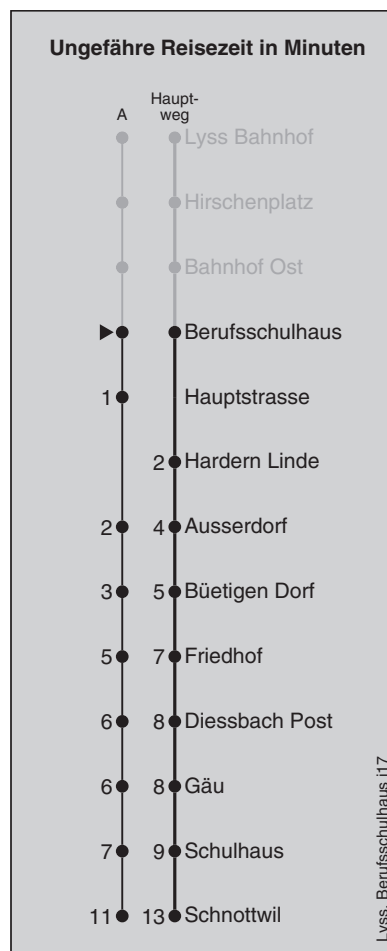 Ungefähre Reisezeit in Minuten
A
Haupt-
weg
Lyss Bahnhof
Hirschenplatz
Bahnhof Ost
Berufsschulhaus
1 Hauptstrasse
2 Hardern Linde
2 4 Ausserdorf
3 5 Büetigen Dorf
5 7 Friedhof
6 8 Diessbach Post
6 8 Gäu
7 9 Schulhaus
11 13 Schnottwil
Lyss, Berufsschulhaus j17